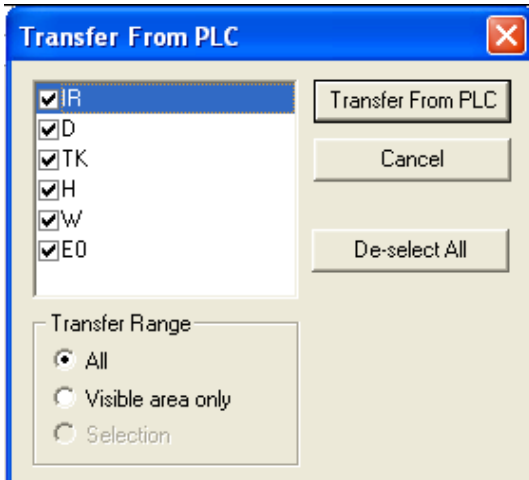 Transfer From PLC
IR
D
TK
H
W
E0
Transfer From PLC
Cancel
De-select All
Transfer Range
All
Visible area only
Selection